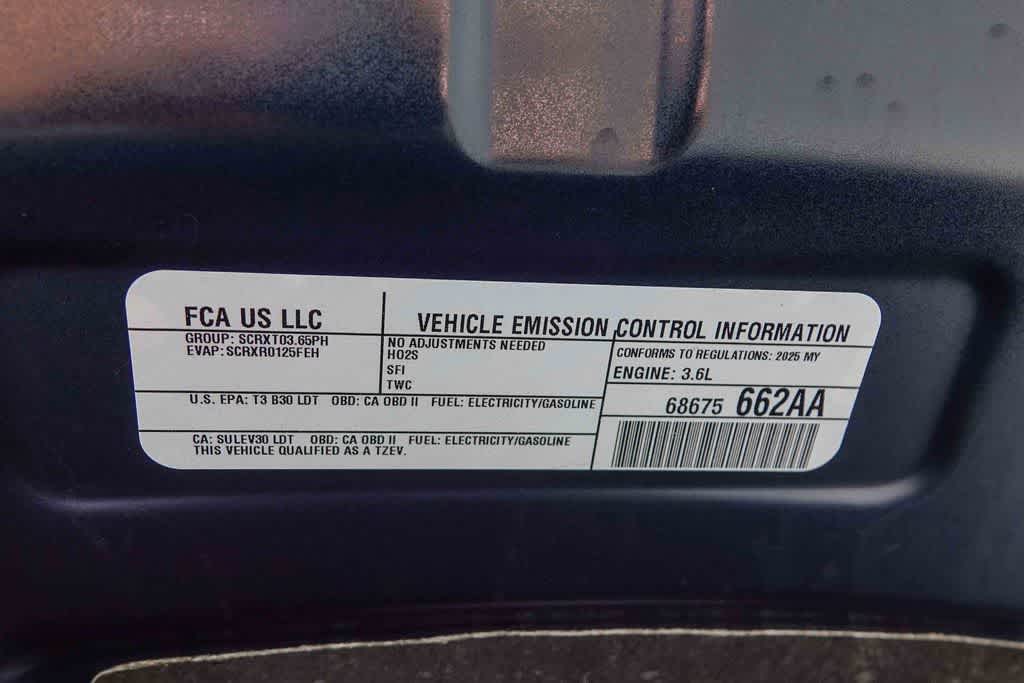 FCA US LLC
VEHICLE EMISSION CONTROL INFORMATION
GROUP: SCRXT03.65PH
EVAP: SCRXR0125FEH
NO ADJUSTMENTS NEEDED
HO2S
SFI
TWC
CONFORMS TO REGULATIONS: 2025 MY
ENGINE: 3.6L
U.S. EPA: T3 B30 LDT OBD: CA OBD II FUEL: ELECTRICITY/GASOLINE
68675 662AA
CA: SULEV30 LDT OBD: CA OBD II FUEL: ELECTRICITY/GASOLINE
THIS VEHICLE QUALIFIED AS A TZEV.